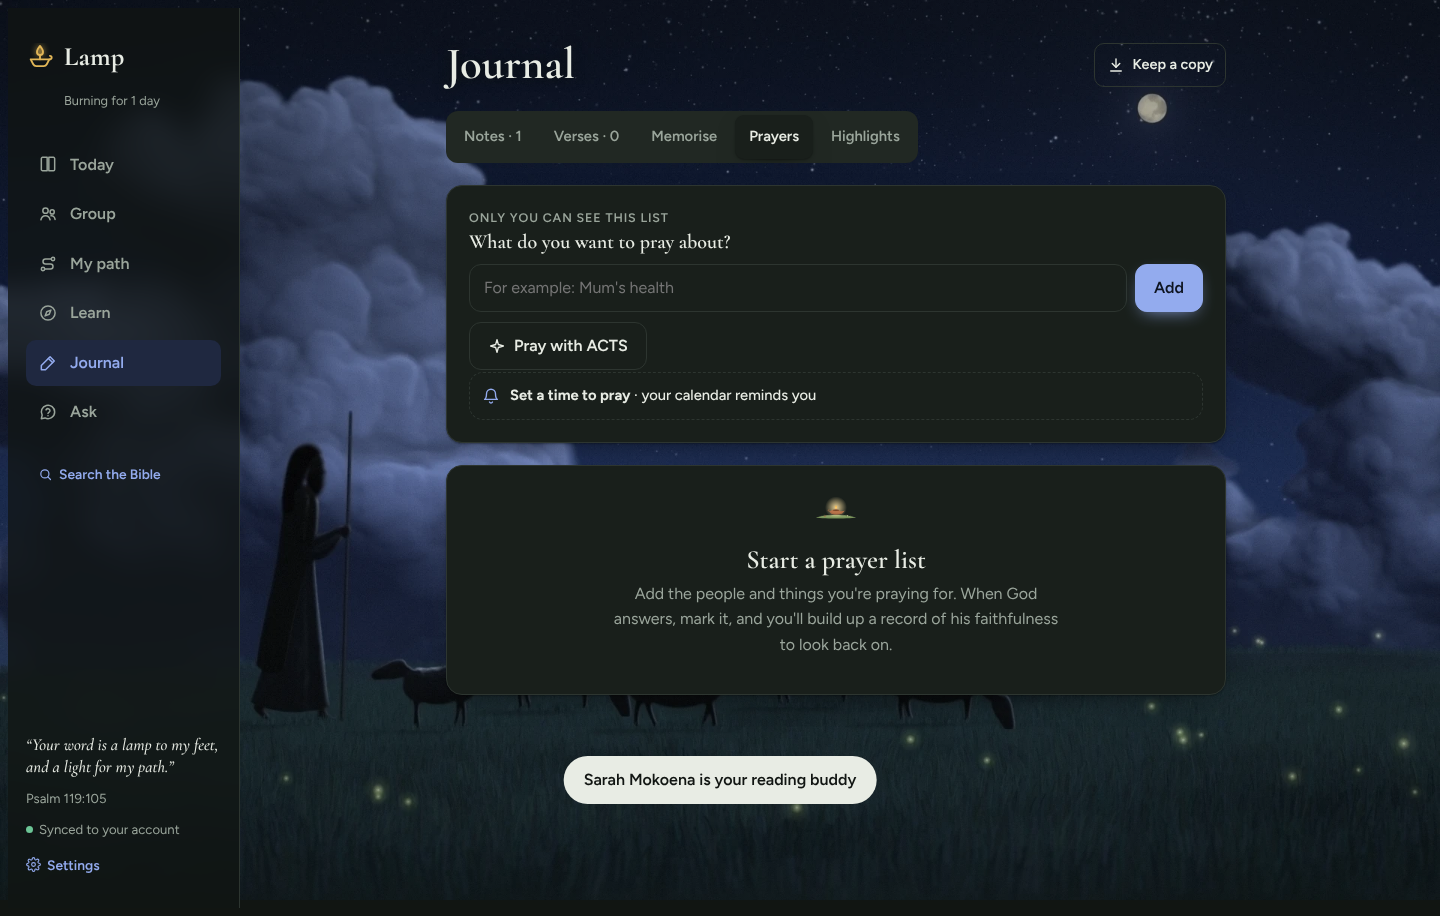 Lamp
Burning for 1 day
Today
Group
My path
Learn
Journal
Ask
Search the Bible
“Your word is a lamp to my feet,
and a light for my path.”
Psalm 119:105
Synced to your account
Settings
Journal
Keep a copy
Notes · 1
Verses · 0
Memorise
Prayers
Highlights
ONLY YOU CAN SEE THIS LIST
What do you want to pray about?
For example: Mum's health
Add
Pray with ACTS
Set a time to pray · your calendar reminds you
Start a prayer list
Add the people and things you're praying for. When God
answers, mark it, and you'll build up a record of his faithfulness
to look back on.
Sarah Mokoena is your reading buddy